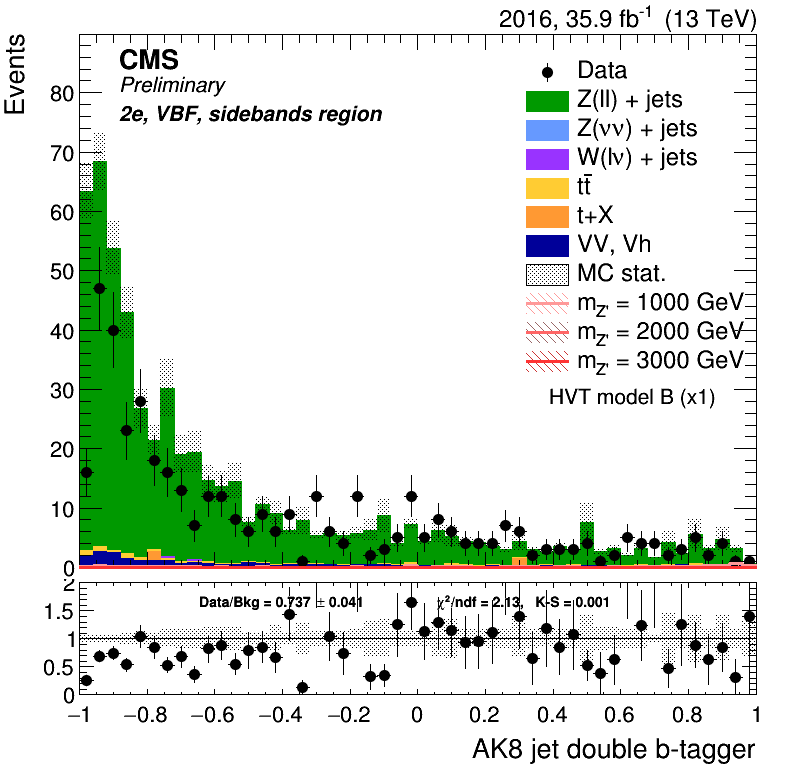 2016, 35.9 fb⁻¹ (13 TeV)
Events
CMS
Preliminary
2e, VBF, sidebands region
Data
Z(ll) + jets
Z(νν) + jets
W(lν) + jets
tt̄
t+X
VV, Vh
MC stat.
m_Z' = 1000 GeV
m_Z' = 2000 GeV
m_Z' = 3000 GeV
HVT model B (x1)
80
70
60
50
40
30
20
10
0
Data/Bkg = 0.737 ± 0.041 χ²/ndf = 2.13, K-S = 0.001
2
1.5
1
0.5
0
−1 −0.8 −0.6 −0.4 −0.2 0 0.2 0.4 0.6 0.8 1
AK8 jet double b-tagger